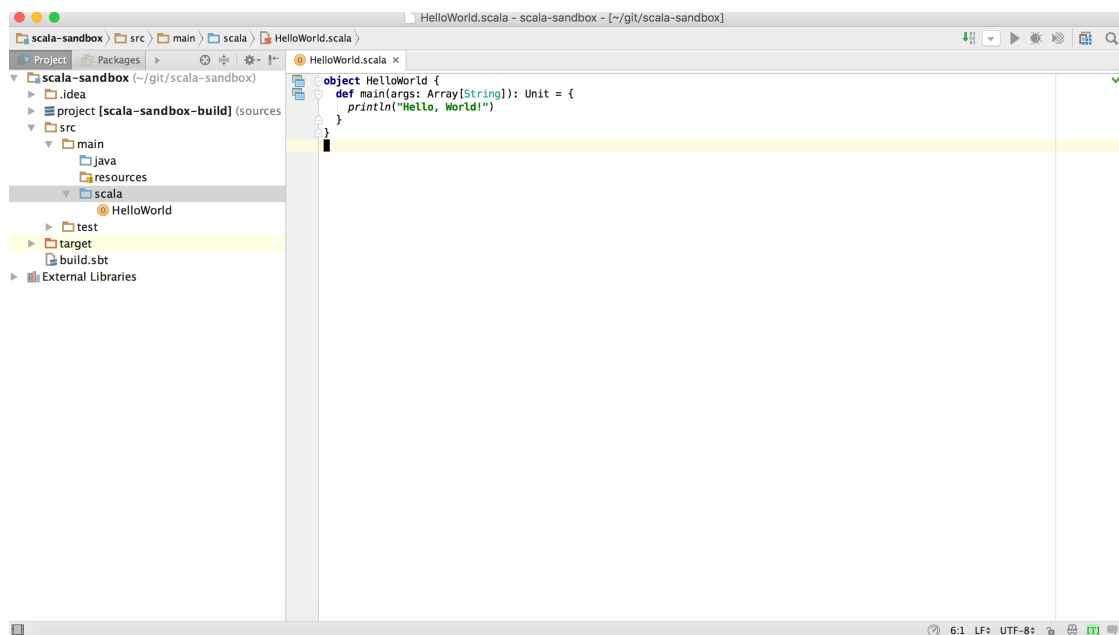 HelloWorld.scala - scala-sandbox - [~/git/scala-sandbox]
scala-sandbox src main scala HelloWorld.scala
Project Packages
HelloWorld.scala
scala-sandbox (~/git/scala-sandbox)
.idea
project [scala-sandbox-build] (sources
src
main
java
resources
scala
HelloWorld
test
target
build.sbt
External Libraries
object HelloWorld {
  def main(args: Array[String]): Unit = {
    println("Hello, World!")
  }
}
6:1 LF UTF-8 [T]